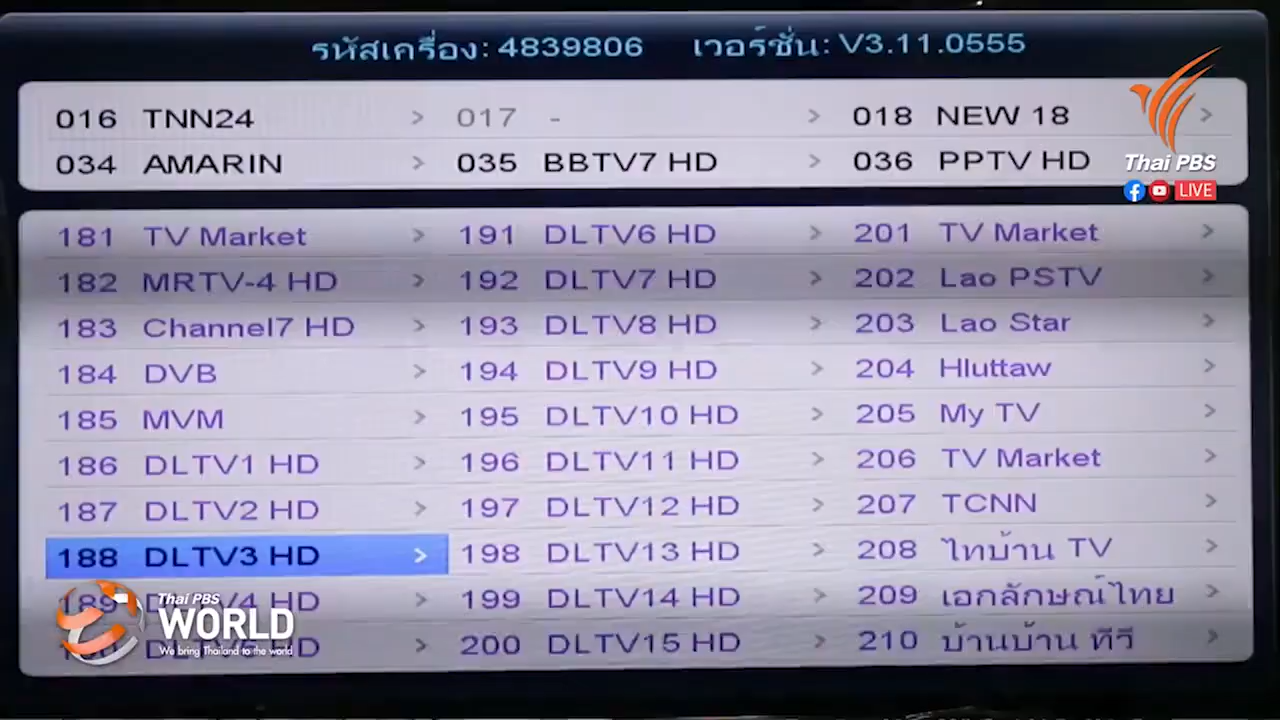 รหัสเครื่อง: 4839806 เวอร์ชั่น: V3.11.0555
016 TNN24 > 017 - > 018 NEW 18 >
034 AMARIN > 035 BBTV7 HD > 036 PPTV HD
Thai PBS
LIVE
181 TV Market > 191 DLTV6 HD > 201 TV Market >
182 MRTV-4 HD > 192 DLTV7 HD > 202 Lao PSTV >
183 Channel7 HD > 193 DLTV8 HD > 203 Lao Star >
184 DVB > 194 DLTV9 HD > 204 Hluttaw >
185 MVM > 195 DLTV10 HD > 205 My TV >
186 DLTV1 HD > 196 DLTV11 HD > 206 TV Market >
187 DLTV2 HD > 197 DLTV12 HD > 207 TCNN >
188 DLTV3 HD > 198 DLTV13 HD > 208 ไทบ้าน TV >
189 DLTV4 HD > 199 DLTV14 HD > 209 เอกลักษณ์ไทย >
> 200 DLTV15 HD > 210 บ้านบ้าน ทีวี >
Thai PBS
WORLD
We bring Thailand to the world